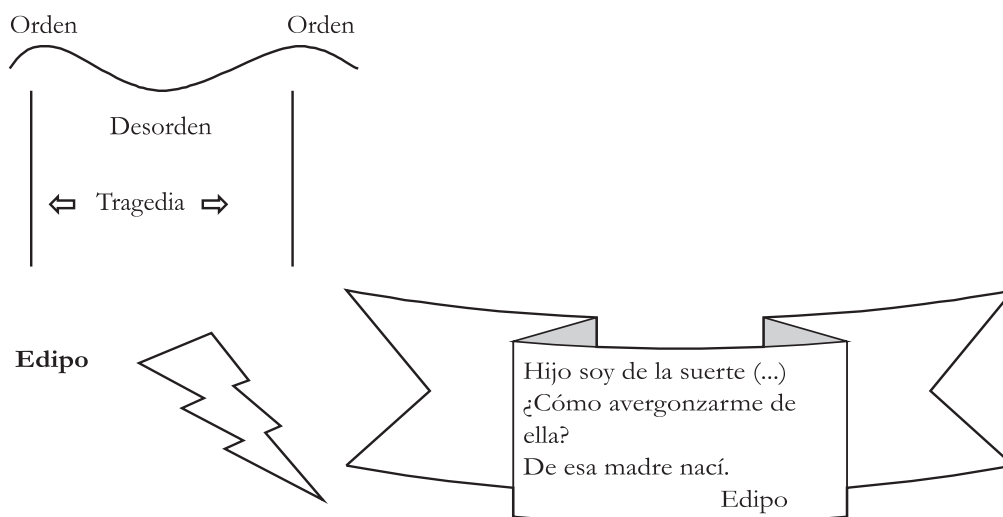 Orden Orden
Desorden
Tragedia
Edipo
Hijo soy de la suerte (...)
¿Cómo avergonzarme de
ella?
De esa madre nací.
Edipo